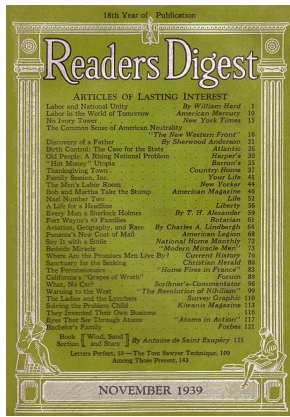 18th Year of Publication
Readers Digest
ARTICLES OF LASTING INTEREST
Labor and National Unity By William Hard 1
Labor in the World of Tomorrow American Mercury 10
No Ivory Tower New York Times 13
The Common Sense of American Neutrality
"The New Western Front" 16
Discovery of a Father By Sherwood Anderson 21
Birth Control: The Case for the State Atlantic 26
Old People: A Rising National Problem Harper's 30
"Hot Money" Utopia Barron's 35
Thanksgiving Town Country Home 37
Family Session, Inc. Your Life 41
The Men's Labor Room New Yorker 44
Bob and Martha Take the Stump American Magazine 46
Nazi Number Two Life 52
A Life for a Headline Liberty 56
Every Man a Sherlock Holmes By T. H. Alexander 59
Fort Wayne's 49 Families Rotarian 61
Aviation, Geography, and Race By Charles A. Lindbergh 64
Panama's New Coat of Mail American Legion 68
Say It with a Smile National Home Monthly 72
Bedside Miracle "Modern Miracle Men" 73
Where Are the Promises Men Live By? Current History 76
Sanctuary for the Seeking Christian Herald 80
The Permissionaire "Home Fires in France" 83
California's "Grapes of Wrath" Forum 89
What, No Car? Scribner's-Commentator 96
Warning to the West "The Revolution of Nihilism" 99
The Ladies and the Lynchers Survey Graphic 110
Solving the Problem Child Kiwanis Magazine 113
They Invented Their Own Business 116
Eyes That See Through Atoms "Atoms in Action" 117
Bachelor's Family Forbes 121
Book Section [Wind, Sand and Stars] By Antoine de Saint Exupéry 125
Letters Perfect, 50—The Tom Sawyer Technique, 109
Among Those Present, 143
NOVEMBER 1939